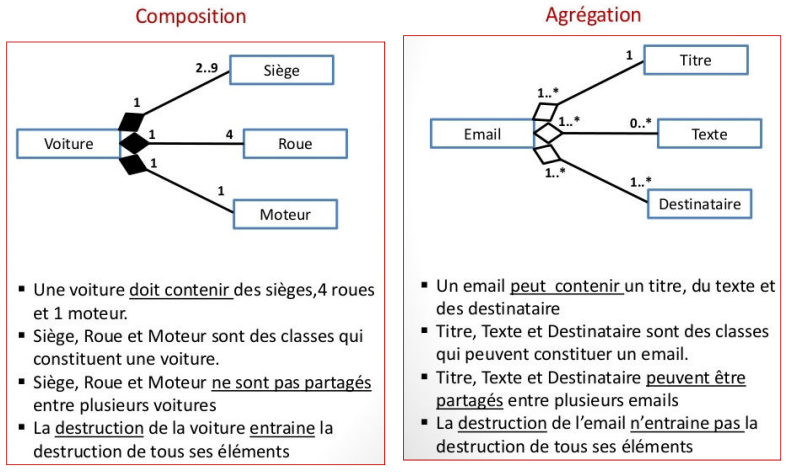 Composition
Siège
2..9
1
Voiture
1
4
Roue
1
1
Moteur
▪ Une voiture doit contenir des sièges,4 roues
et 1 moteur.
▪ Siège, Roue et Moteur sont des classes qui
constituent une voiture.
▪ Siège, Roue et Moteur ne sont pas partagés
entre plusieurs voitures
▪ La destruction de la voiture entraine la
destruction de tous ses éléments
Agrégation
1
Titre
1..*
Email
1..*
0..*
Texte
1..*
1..*
Destinataire
▪ Un email peut contenir un titre, du texte et
des destinataire
▪ Titre, Texte et Destinataire sont des classes
qui peuvent constituer un email.
▪ Titre, Texte et Destinataire peuvent être
partagés entre plusieurs emails
▪ La destruction de l'email n'entraine pas la
destruction de tous ses éléments